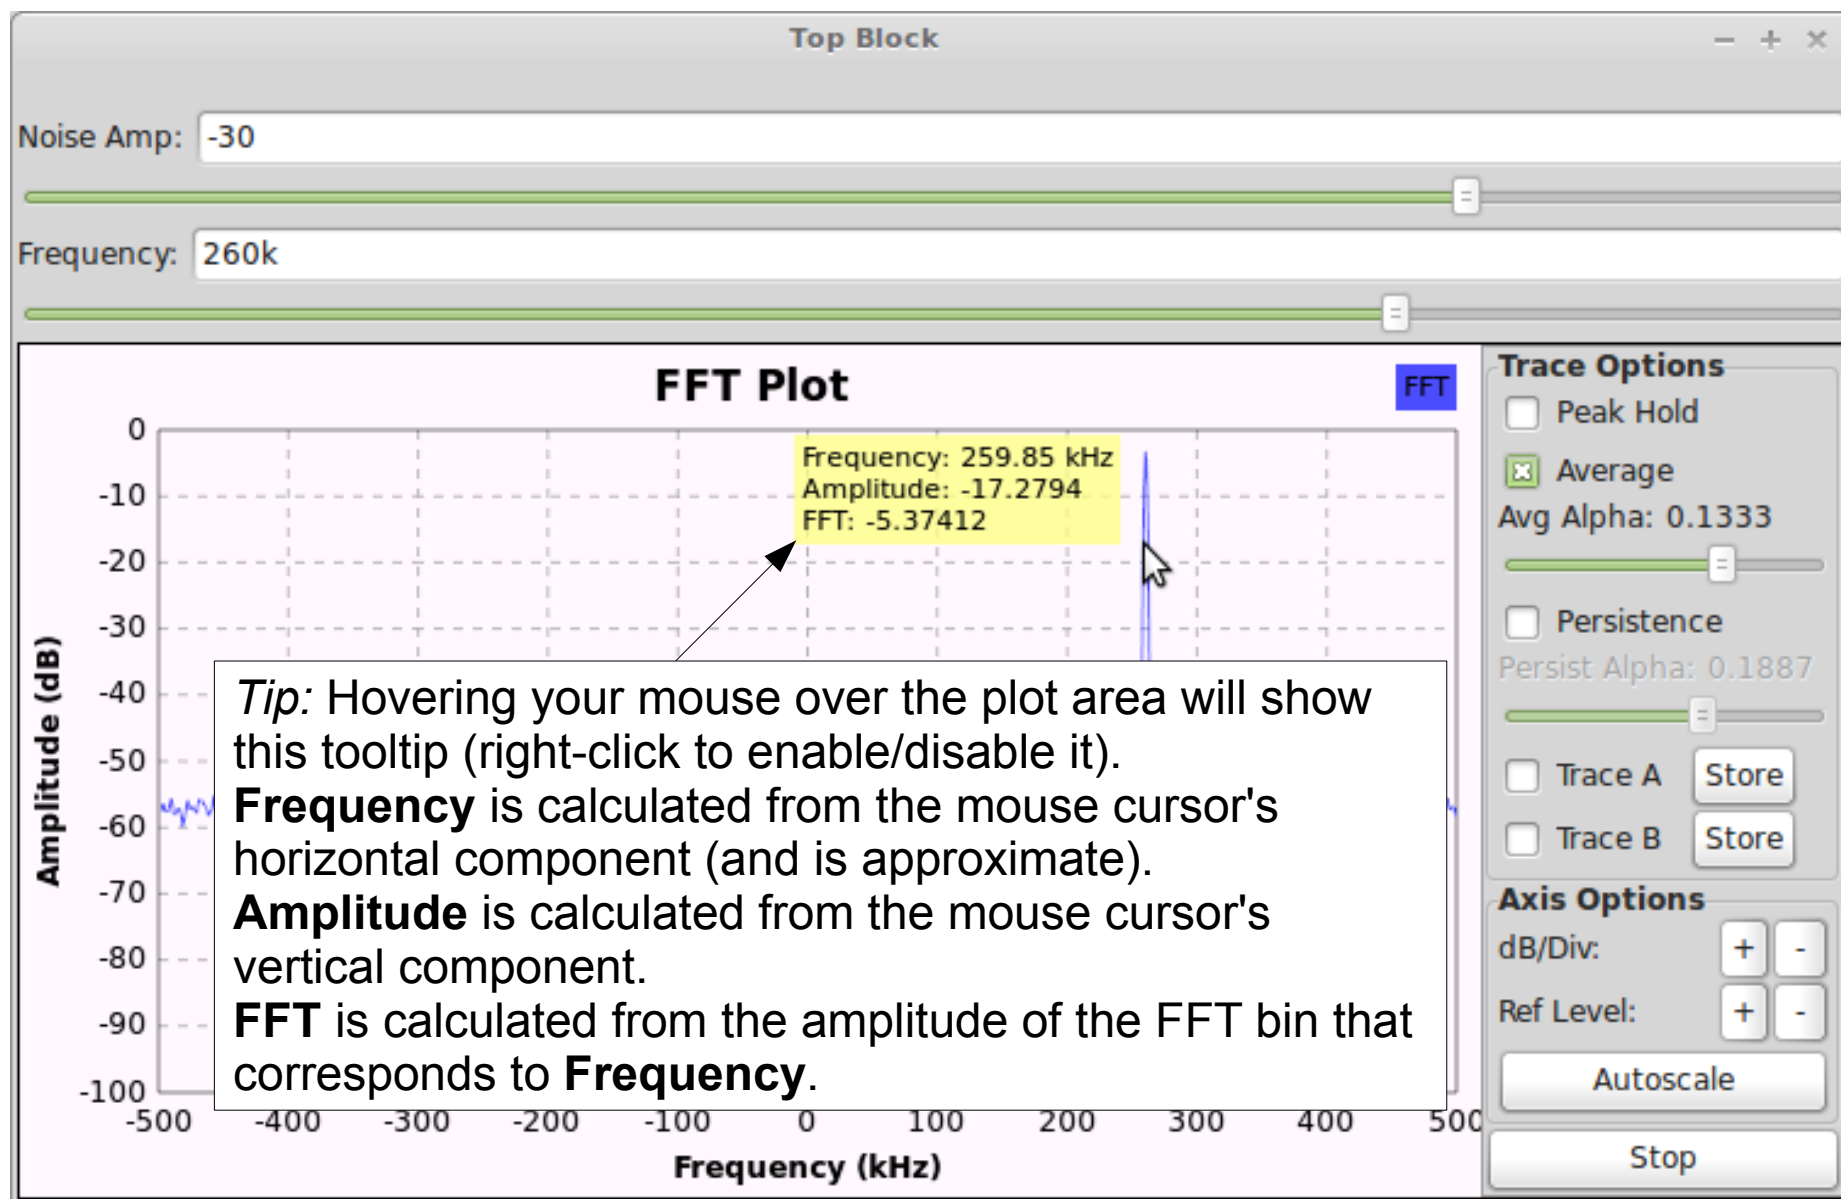 Top Block
Noise Amp: -30
Frequency: 260k
FFT Plot
FFT
0
-10
-20
-30
-40
-50
-60
-70
-80
-90
-100
Amplitude (dB)
Frequency: 259.85 kHz
Amplitude: -17.2794
FFT: -5.37412
Tip: Hovering your mouse over the plot area will show
this tooltip (right-click to enable/disable it).
Frequency is calculated from the mouse cursor's
horizontal component (and is approximate).
Amplitude is calculated from the mouse cursor's
vertical component.
FFT is calculated from the amplitude of the FFT bin that
corresponds to Frequency.
-500 -400 -300 -200 -100 0 100 200 300 400 500
Frequency (kHz)
Trace Options
Peak Hold
Average
Avg Alpha: 0.1333
Persistence
Persist Alpha: 0.1887
Trace A Store
Trace B Store
Axis Options
dB/Div: + -
Ref Level: + -
Autoscale
Stop